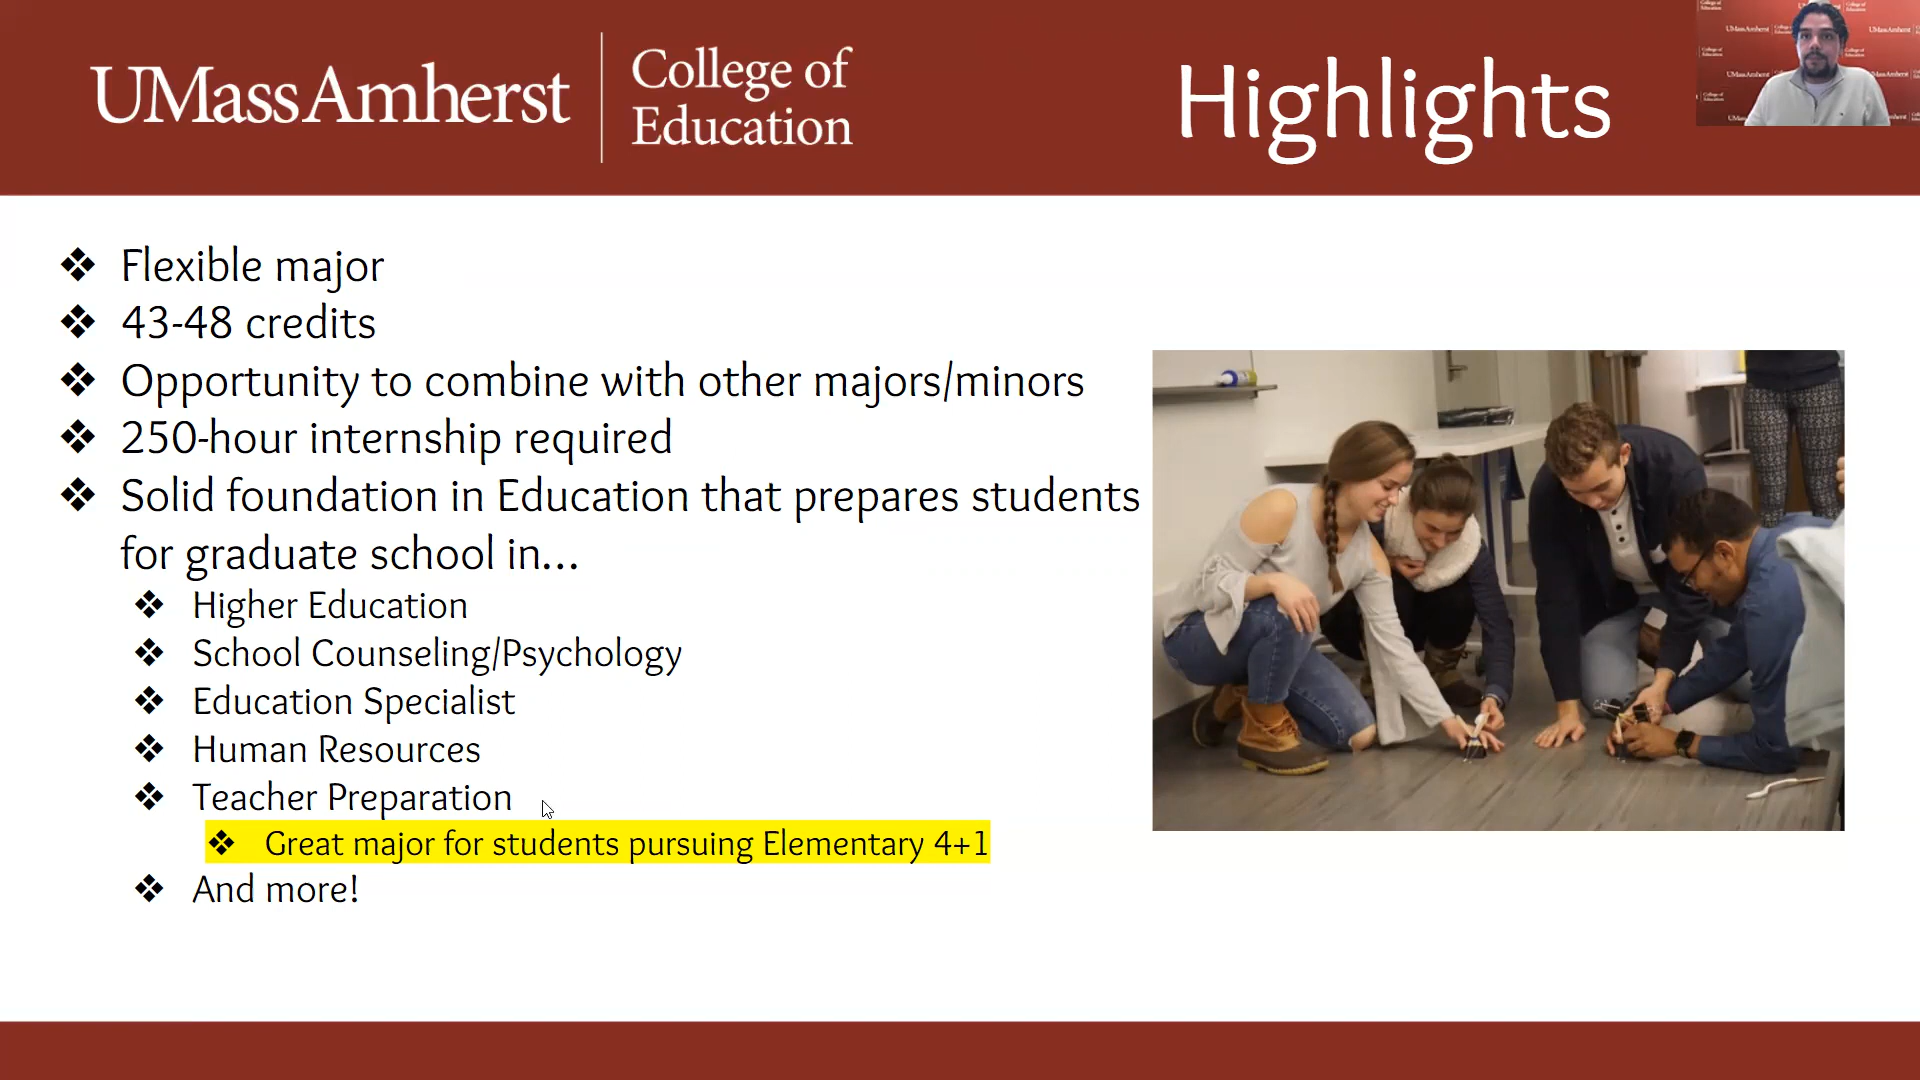 UMassAmherst
College of
Education
Highlights
❖ Flexible major
❖ 43-48 credits
❖ Opportunity to combine with other majors/minors
❖ 250-hour internship required
❖ Solid foundation in Education that prepares students
for graduate school in...
❖ Higher Education
❖ School Counseling/Psychology
❖ Education Specialist
❖ Human Resources
❖ Teacher Preparation
❖ Great major for students pursuing Elementary 4+1
❖ And more!